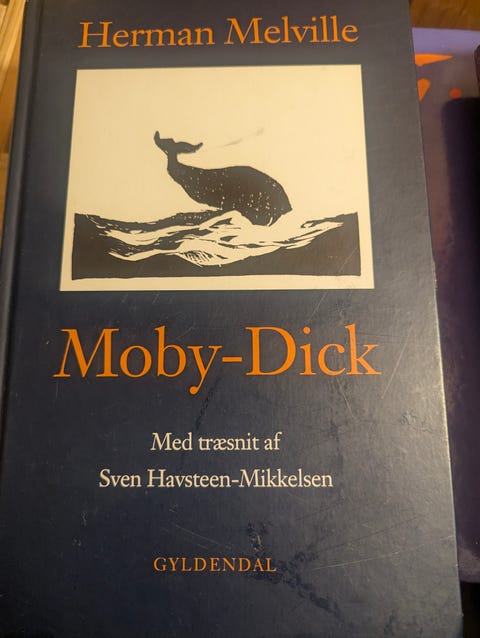 Herman Melville
Moby-Dick
Med træsnit af
Sven Havsteen-Mikkelsen
GYLDENDAL